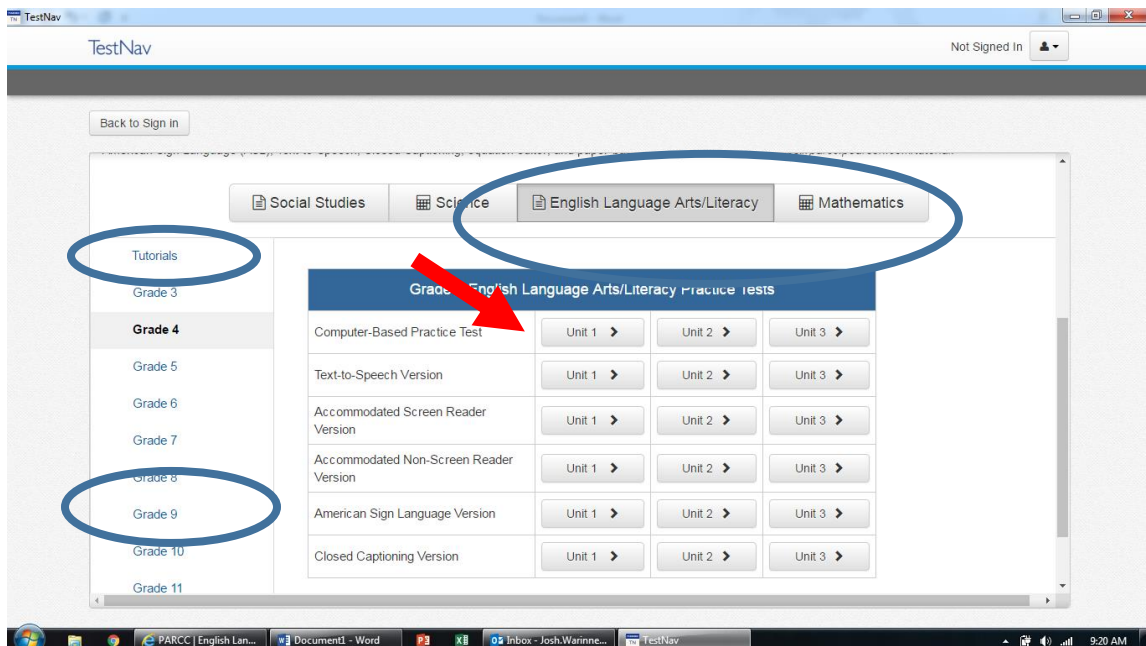 TestNav
TestNav
Not Signed In
Back to Sign in
Social Studies
Science
English Language Arts/Literacy
Mathematics
Tutorials
Grade 3
Grade 4
Grade 5
Grade 6
Grade 7
Grade 8
Grade 9
Grade 10
Grade 11
Grade English Language Arts/Literacy Practice Tests
Computer-Based Practice Test Unit 1 Unit 2 Unit 3
Text-to-Speech Version Unit 1 Unit 2 Unit 3
Accommodated Screen Reader
Version Unit 1 Unit 2 Unit 3
Accommodated Non-Screen Reader
Version Unit 1 Unit 2 Unit 3
American Sign Language Version Unit 1 Unit 2 Unit 3
Closed Captioning Version Unit 1 Unit 2 Unit 3
PARCC | English Lan...
Document1 - Word
Inbox - Josh.Warinne...
TestNav
9:20 AM